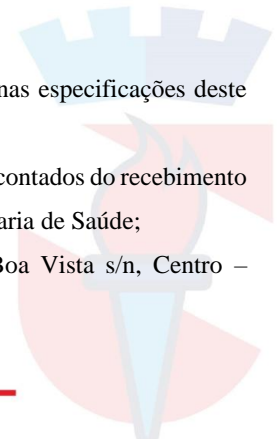 nas especificações deste
contados do recebimento
aria de Saúde;
Boa Vista s/n, Centro –